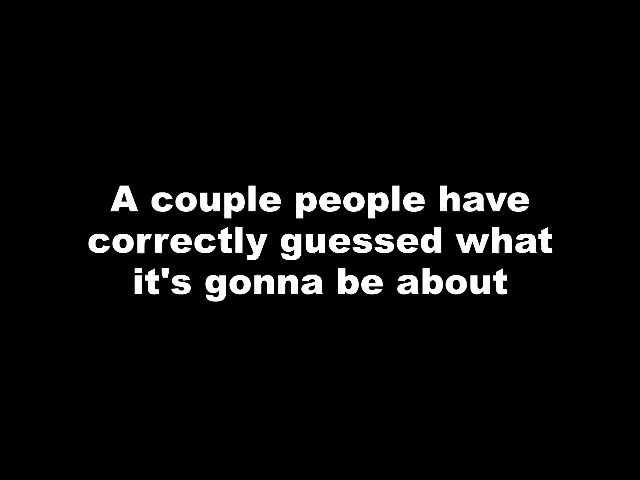 A couple people have
correctly guessed what
it's gonna be about